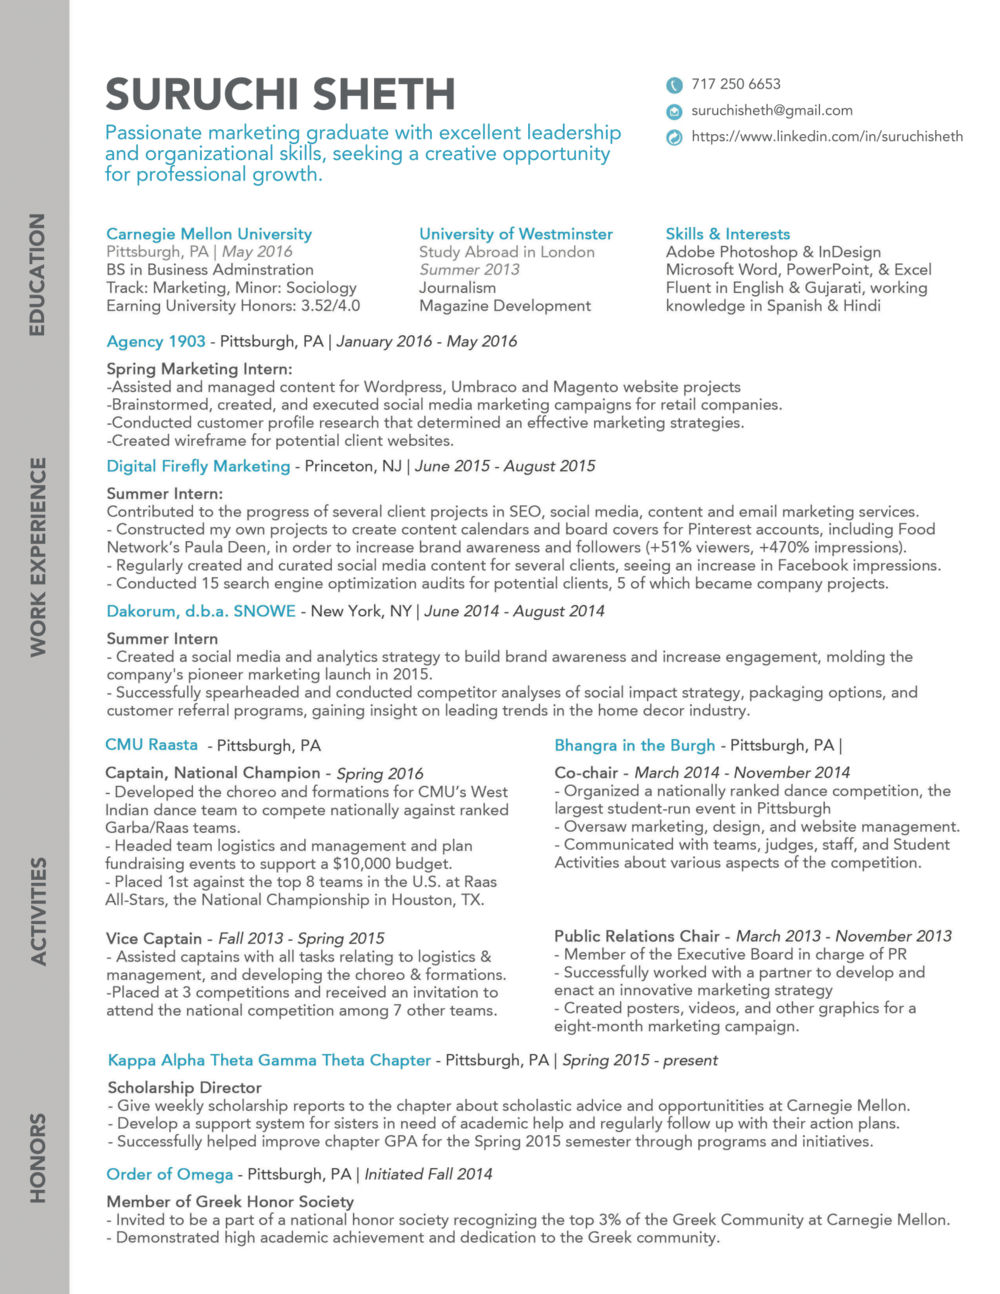 SURUCHI SHETH
Passionate marketing graduate with excellent leadership
and organizational skills, seeking a creative opportunity
for professional growth.
717 250 6653
suruchisheth@gmail.com
https://www.linkedin.com/in/suruchisheth
EDUCATION
Carnegie Mellon University
Pittsburgh, PA | May 2016
BS in Business Adminstration
Track: Marketing, Minor: Sociology
Earning University Honors: 3.52/4.0
University of Westminster
Study Abroad in London
Summer 2013
Journalism
Magazine Development
Skills & Interests
Adobe Photoshop & InDesign
Microsoft Word, PowerPoint, & Excel
Fluent in English & Gujarati, working
knowledge in Spanish & Hindi
WORK EXPERIENCE
Agency 1903 - Pittsburgh, PA | January 2016 - May 2016
Spring Marketing Intern:
-Assisted and managed content for Wordpress, Umbraco and Magento website projects
-Brainstormed, created, and executed social media marketing campaigns for retail companies.
-Conducted customer profile research that determined an effective marketing strategies.
-Created wireframe for potential client websites.
Digital Firefly Marketing - Princeton, NJ | June 2015 - August 2015
Summer Intern:
Contributed to the progress of several client projects in SEO, social media, content and email marketing services.
- Constructed my own projects to create content calendars and board covers for Pinterest accounts, including Food
Network's Paula Deen, in order to increase brand awareness and followers (+51% viewers, +470% impressions).
- Regularly created and curated social media content for several clients, seeing an increase in Facebook impressions.
- Conducted 15 search engine optimization audits for potential clients, 5 of which became company projects.
Dakorum, d.b.a. SNOWE - New York, NY | June 2014 - August 2014
Summer Intern
- Created a social media and analytics strategy to build brand awareness and increase engagement, molding the
company's pioneer marketing launch in 2015.
- Successfully spearheaded and conducted competitor analyses of social impact strategy, packaging options, and
customer referral programs, gaining insight on leading trends in the home decor industry.
ACTIVITIES
CMU Raasta - Pittsburgh, PA
Captain, National Champion - Spring 2016
- Developed the choreo and formations for CMU's West
Indian dance team to compete nationally against ranked
Garba/Raas teams.
- Headed team logistics and management and plan
fundraising events to support a $10,000 budget.
- Placed 1st against the top 8 teams in the U.S. at Raas
All-Stars, the National Championship in Houston, TX.
Vice Captain - Fall 2013 - Spring 2015
- Assisted captains with all tasks relating to logistics &
management, and developing the choreo & formations.
-Placed at 3 competitions and received an invitation to
attend the national competition among 7 other teams.
Bhangra in the Burgh - Pittsburgh, PA |
Co-chair - March 2014 - November 2014
- Organized a nationally ranked dance competition, the
largest student-run event in Pittsburgh
- Oversaw marketing, design, and website management.
- Communicated with teams, judges, staff, and Student
Activities about various aspects of the competition.
Public Relations Chair - March 2013 - November 2013
- Member of the Executive Board in charge of PR
- Successfully worked with a partner to develop and
enact an innovative marketing strategy
- Created posters, videos, and other graphics for a
eight-month marketing campaign.
HONORS
Kappa Alpha Theta Gamma Theta Chapter - Pittsburgh, PA | Spring 2015 - present
Scholarship Director
- Give weekly scholarship reports to the chapter about scholastic advice and opportunitities at Carnegie Mellon.
- Develop a support system for sisters in need of academic help and regularly follow up with their action plans.
- Successfully helped improve chapter GPA for the Spring 2015 semester through programs and initiatives.
Order of Omega - Pittsburgh, PA | Initiated Fall 2014
Member of Greek Honor Society
- Invited to be a part of a national honor society recognizing the top 3% of the Greek Community at Carnegie Mellon.
- Demonstrated high academic achievement and dedication to the Greek community.